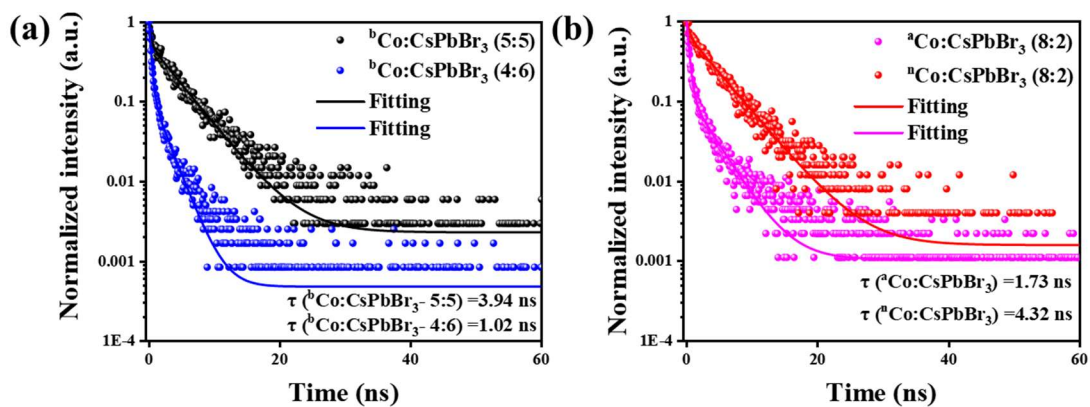 (a)
Normalized intensity (a.u.)
1
0.1
0.01
0.001
1E-4
ᵇCo:CsPbBr₃ (5:5)
ᵇCo:CsPbBr₃ (4:6)
Fitting
Fitting
τ (ᵇCo:CsPbBr₃- 5:5) =3.94 ns
τ (ᵇCo:CsPbBr₃- 4:6) =1.02 ns
0 20 40 60
Time (ns)
(b)
Normalized intensity (a.u.)
1
0.1
0.01
0.001
1E-4
ᵃCo:CsPbBr₃ (8:2)
ⁿCo:CsPbBr₃ (8:2)
Fitting
Fitting
τ (ᵃCo:CsPbBr₃) =1.73 ns
τ (ⁿCo:CsPbBr₃) =4.32 ns
0 20 40 60
Time (ns)